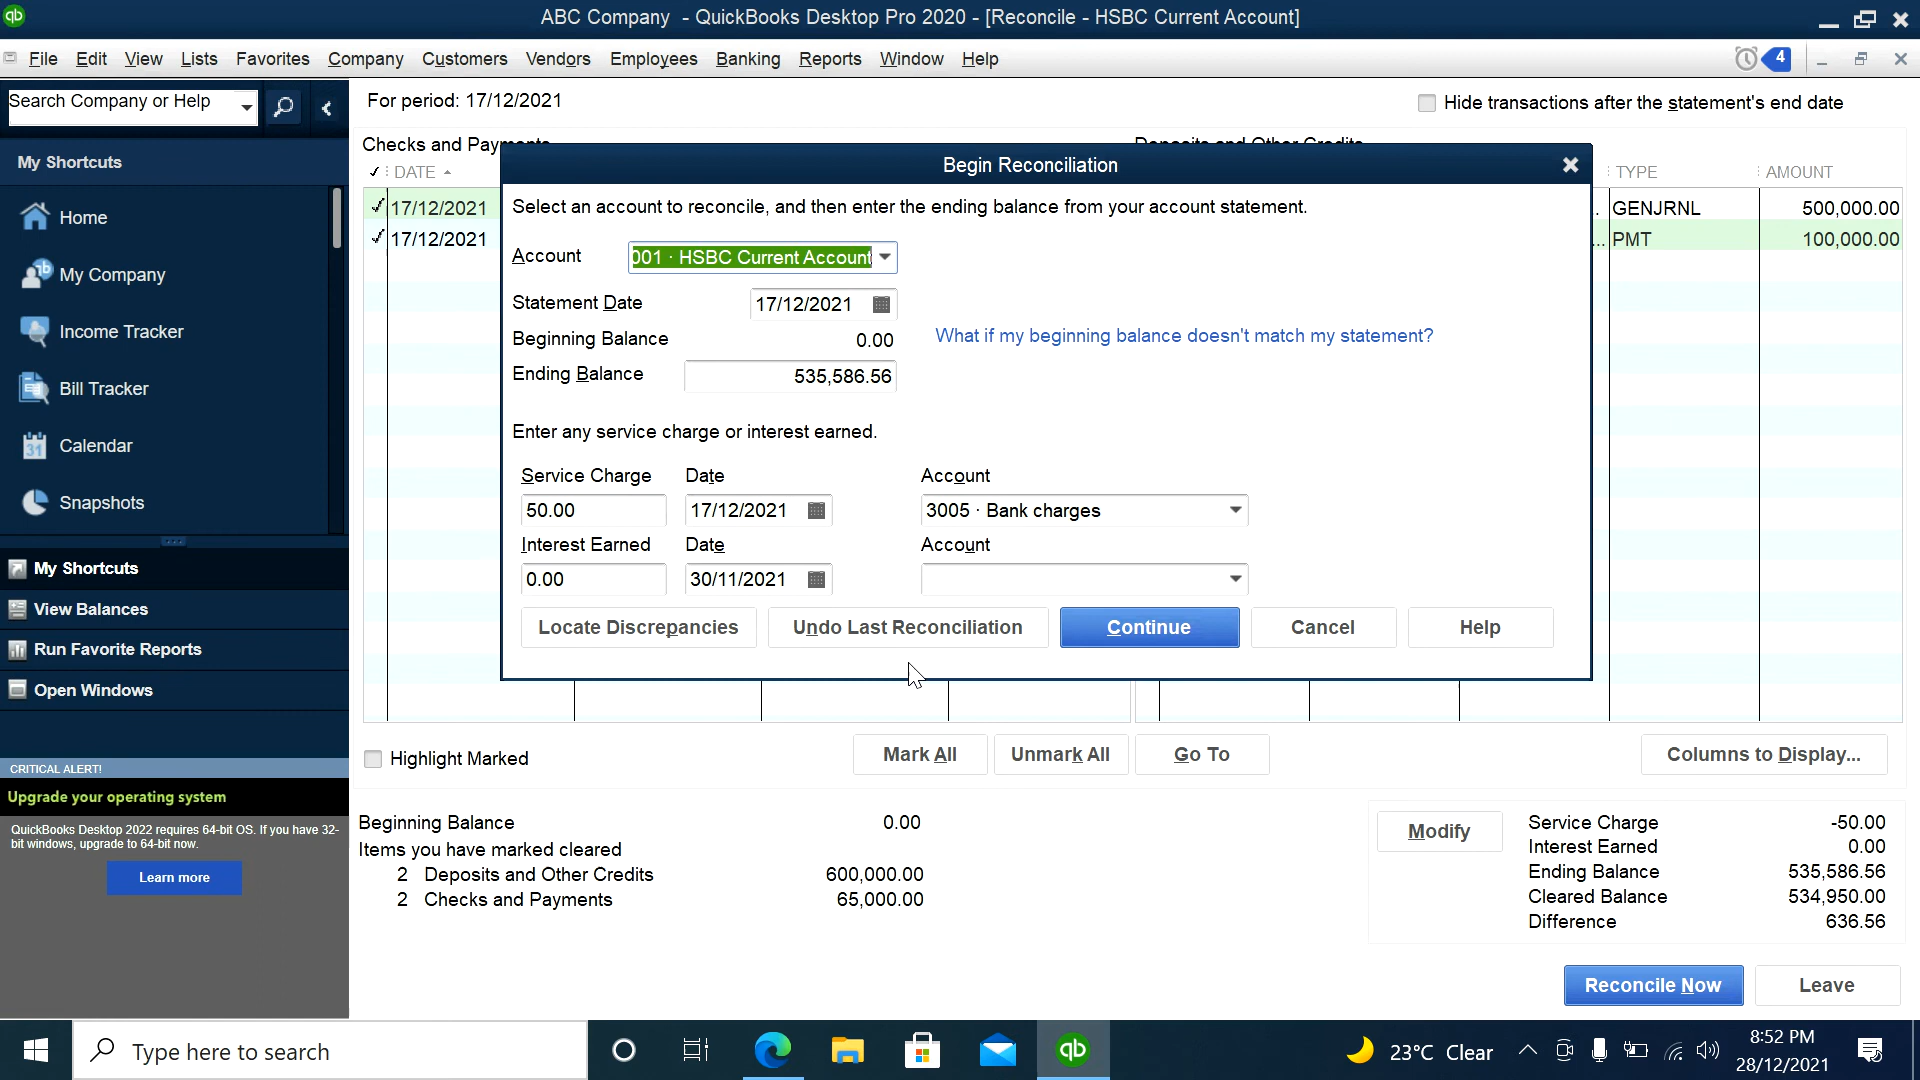 qb ABC Company - QuickBooks Desktop Pro 2020 - [Reconcile - HSBC Current Account]
File Edit View Lists Favorites Company Customers Vendors Employees Banking Reports Window Help 4
Search Company or Help
For period: 17/12/2021
Hide transactions after the statement's end date
Checks and Payments
Deposits and Other Credits
My Shortcuts
DATE
TYPE AMOUNT
Begin Reconciliation
17/12/2021
GENJRNL 500,000.00
17/12/2021
PMT 100,000.00
Select an account to reconcile, and then enter the ending balance from your account statement.
Account 001 · HSBC Current Account
Statement Date 17/12/2021
Beginning Balance 0.00 What if my beginning balance doesn't match my statement?
Ending Balance 535,586.56
Enter any service charge or interest earned.
Service Charge Date Account
50.00 17/12/2021 3005 · Bank charges
Interest Earned Date Account
0.00 30/11/2021
Locate Discrepancies Undo Last Reconciliation Continue Cancel Help
Home
My Company
Income Tracker
Bill Tracker
31 Calendar
Snapshots
My Shortcuts
View Balances
Run Favorite Reports
Open Windows
Highlight Marked Mark All Unmark All Go To Columns to Display...
CRITICAL ALERT!
Upgrade your operating system
QuickBooks Desktop 2022 requires 64-bit OS. If you have 32-
bit windows, upgrade to 64-bit now.
Learn more
Beginning Balance 0.00
Items you have marked cleared
2 Deposits and Other Credits 600,000.00
2 Checks and Payments 65,000.00
Modify
Service Charge -50.00
Interest Earned 0.00
Ending Balance 535,586.56
Cleared Balance 534,950.00
Difference 636.56
Reconcile Now Leave
Type here to search
qb
23°C Clear
8:52 PM
28/12/2021